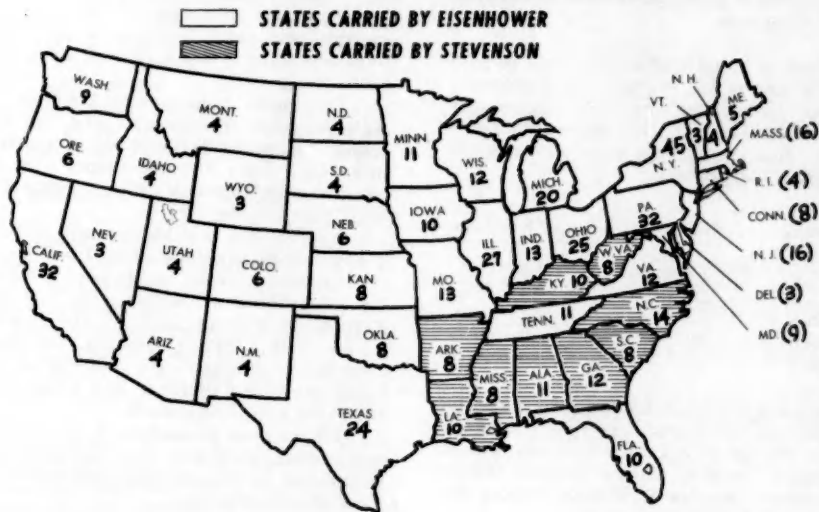 STATES CARRIED BY EISENHOWER
STATES CARRIED BY STEVENSON
WASH.
9
ORE.
6
CALIF.
32
NEV.
3
IDAHO
4
MONT.
4
WYO.
3
UTAH
4
COLO.
6
ARIZ.
4
N.M.
4
N.D.
4
S.D.
4
NEB.
6
KAN.
8
OKLA.
8
TEXAS
24
MINN.
11
IOWA
10
MO.
13
ARK.
8
LA.
10
WIS.
12
ILL.
27
MICH.
20
IND.
13
OHIO
25
KY. 10
TENN. 11
MISS.
8
ALA.
11
GA.
12
FLA.
10
S.C.
8
N.C.
14
VA.
12
W. VA.
8
PA.
32
45
N.Y.
VT.
3
N. H.
4
ME.
5
MASS. (16)
R. I. (4)
CONN. (8)
N. J. (16)
DEL. (3)
MD. (9)